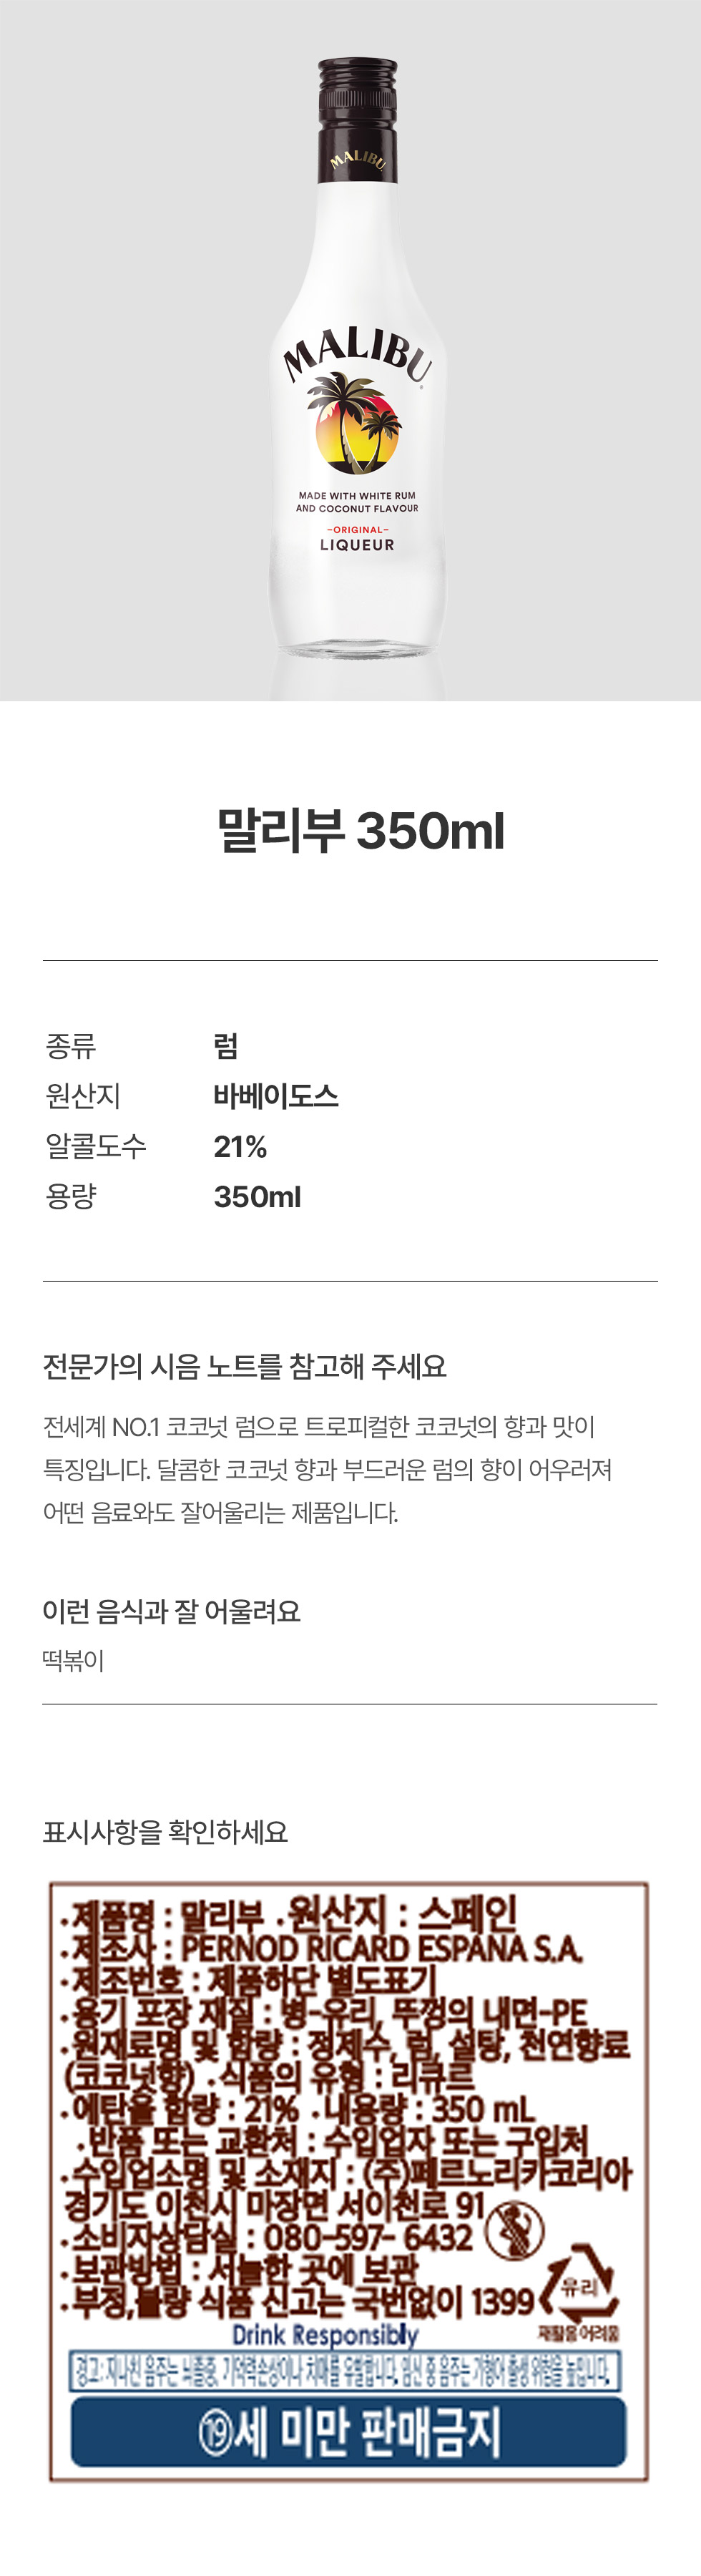 MALIBU
MALIBU
MADE WITH WHITE RUM
AND COCONUT FLAVOUR
-ORIGINAL-
LIQUEUR
말리부 350ml
종류 럼
원산지 바베이도스
알콜도수 21%
용량 350ml
전문가의 시음 노트를 참고해 주세요
전세계 NO.1 코코넛 럼으로 트로피컬한 코코넛의 향과 맛이
특징입니다. 달콤한 코코넛 향과 부드러운 럼의 향이 어우러져
어떤 음료와도 잘어울리는 제품입니다.
이런 음식과 잘 어울려요
떡볶이
표시사항을 확인하세요
·제품명 : 말리부 ·원산지 : 스페인
·제조사 : PERNOD RICARD ESPANA S.A.
·제조번호 : 제품하단 별도표기
·용기 포장 재질 : 병-유리, 뚜껑의 내면-PE
·원재료명 및 함량 : 정제수, 럼, 설탕, 천연향료
(코코넛향) ·식품의 유형 : 리큐르
·에탄올 함량 : 21% ·내용량 : 350 mL
·반품 또는 교환처 : 수입업자 또는 구입처
·수입업소명 및 소재지 : (주)페르노리카코리아
경기도 이천시 마장면 서이천로 91
·소비자상담실 : 080-597- 6432
·보관방법 : 서늘한 곳에 보관
·부정,불량 식품 신고는 국번없이 1399
유리
재활용 어려움
Drink Responsibly
경고 : 지나친 음주는 뇌졸중, 기억력손상이나 치매를 유발합니다. 임신 중 음주는 기형아 출생 위험을 높입니다.
⑲세 미만 판매금지